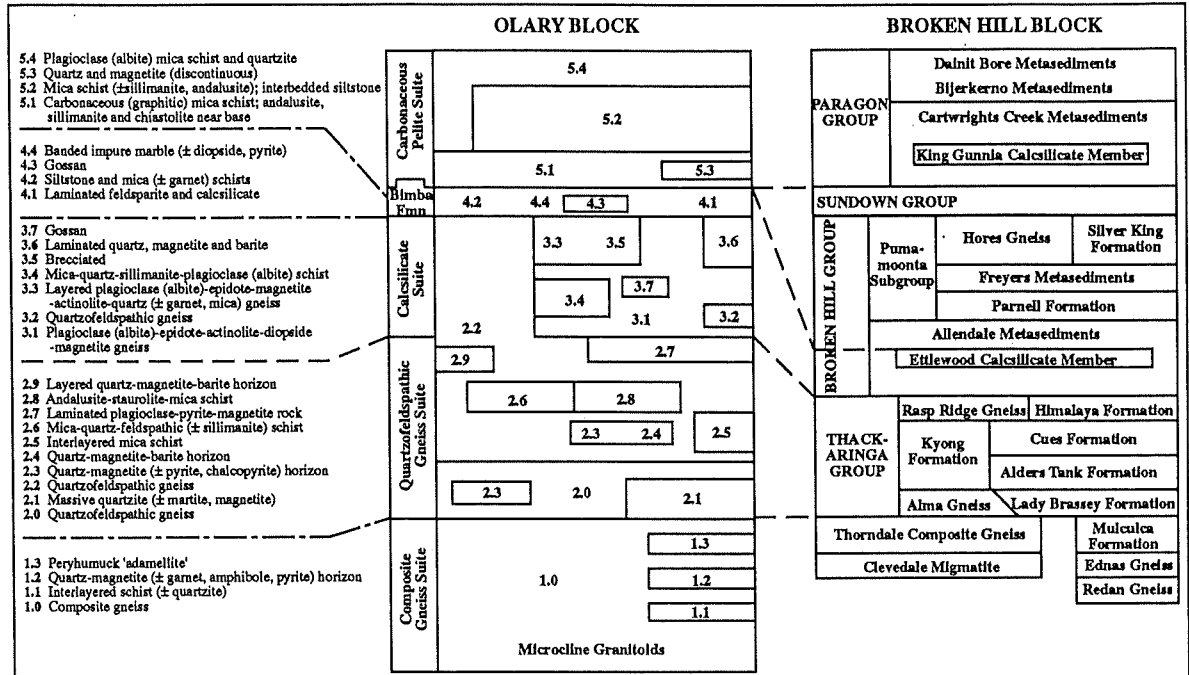 OLARY BLOCK
BROKEN HILL BLOCK
5.4 Plagioclase (albite) mica schist and quartzite
5.3 Quartz and magnetite (discontinuous)
5.2 Mica schist (±sillimanite, andalusite); interbedded siltstone
5.1 Carbonaceous (graphitic) mica schist; andalusite,
sillimanite and chiastolite near base
4.4 Banded impure marble (± diopside, pyrite)
4.3 Gossan
4.2 Siltstone and mica (± garnet) schists
4.1 Laminated feldsparite and calcsilicate
3.7 Gossan
3.6 Laminated quartz, magnetite and barite
3.5 Brecciated
3.4 Mica-quartz-sillimanite-plagioclase (albite) schist
3.3 Layered plagioclase (albite)-epidote-magnetite
-actinolite-quartz (± garnet, mica) gneiss
3.2 Quartzofeldspathic gneiss
3.1 Plagioclase (albite)-epidote-actinolite-diopside
-magnetite gneiss
2.9 Layered quartz-magnetite-barite horizon
2.8 Andalusite-staurolite-mica schist
2.7 Laminated plagioclase-pyrite-magnetite rock
2.6 Mica-quartz-feldspathic (± sillimanite) schist
2.5 Interlayered mica schist
2.4 Quartz-magnetite-barite horizon
2.3 Quartz-magnetite (± pyrite, chalcopyrite) horizon
2.2 Quartzofeldspathic gneiss
2.1 Massive quartzite (± martite, magnetite)
2.0 Quartzofeldspathic gneiss
1.3 Peryhumuck 'adamellite'
1.2 Quartz-magnetite (± garnet, amphibole, pyrite) horizon
1.1 Interlayered schist (± quartzite)
1.0 Composite gneiss
Carbonaceous
Pelite Suite
5.4
5.2
5.1
5.3
Bimba
Fmn
4.2
4.4
4.3
4.1
Calcsilicate
Suite
3.3
3.5
3.6
3.4
3.7
2.2
3.1
3.2
Quartzofeldspathic
Gneiss Suite
2.9
2.7
2.6
2.8
2.3
2.4
2.5
2.3
2.0
2.1
Composite
Gneiss Suite
1.0
1.3
1.2
1.1
Microcline Granitoids
PARAGON
GROUP
Dalnit Bore Metasediments
Bijerkerno Metasediments
Cartwrights Creek Metasediments
King Gunnia Calcsilicate Member
SUNDOWN GROUP
BROKEN HILL GROUP
Puma-
moonta
Subgroup
Hores Gneiss
Silver King
Formation
Freyers Metasediments
Parnell Formation
Allendale Metasediments
Ettlewood Calcsilicate Member
THACK-
ARINGA
GROUP
Rasp Ridge Gneiss
Himalaya Formation
Kyong
Formation
Cues Formation
Alders Tank Formation
Alma Gneiss
Lady Brassey Formation
Thorndale Composite Gneiss
Mulculca
Formation
Clevedale Migmatite
Ednas Gneiss
Redan Gneiss